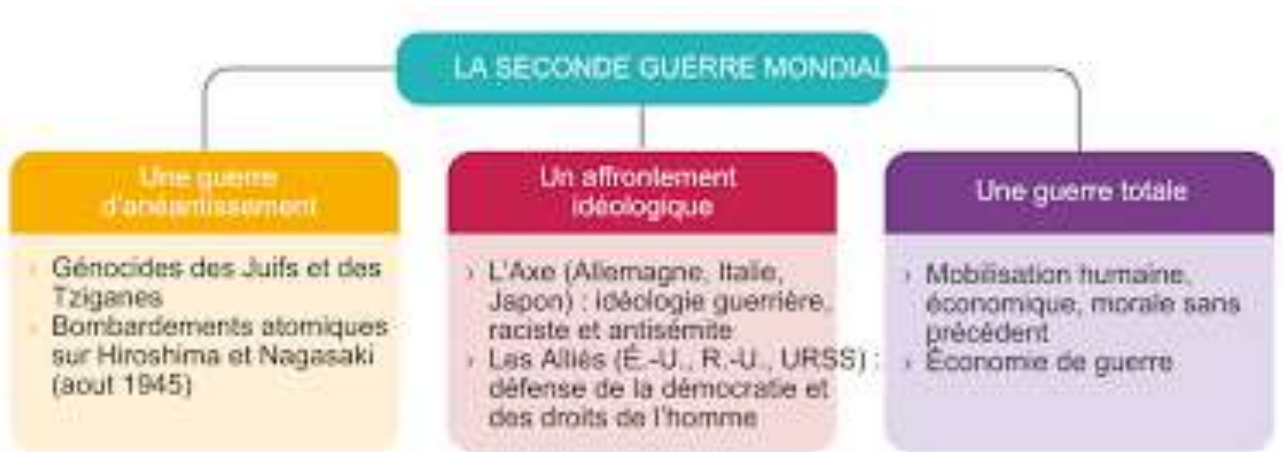 LA SECONDE GUERRE MONDIAL
Une guerre
d'anéantissement
› Génocides des Juifs et des
Tziganes
› Bombardements atomiques
sur Hiroshima et Nagasaki
(aout 1945)
Un affrontement
idéologique
› L'Axe (Allemagne, Italie,
Japon) : idéologie guerrière,
raciste et antisémite
› Les Alliés (É.-U., R.-U., URSS) :
défense de la démocratie et
des droits de l'homme
Une guerre totale
› Mobilisation humaine,
économique, morale sans
précédent
› Économie de guerre